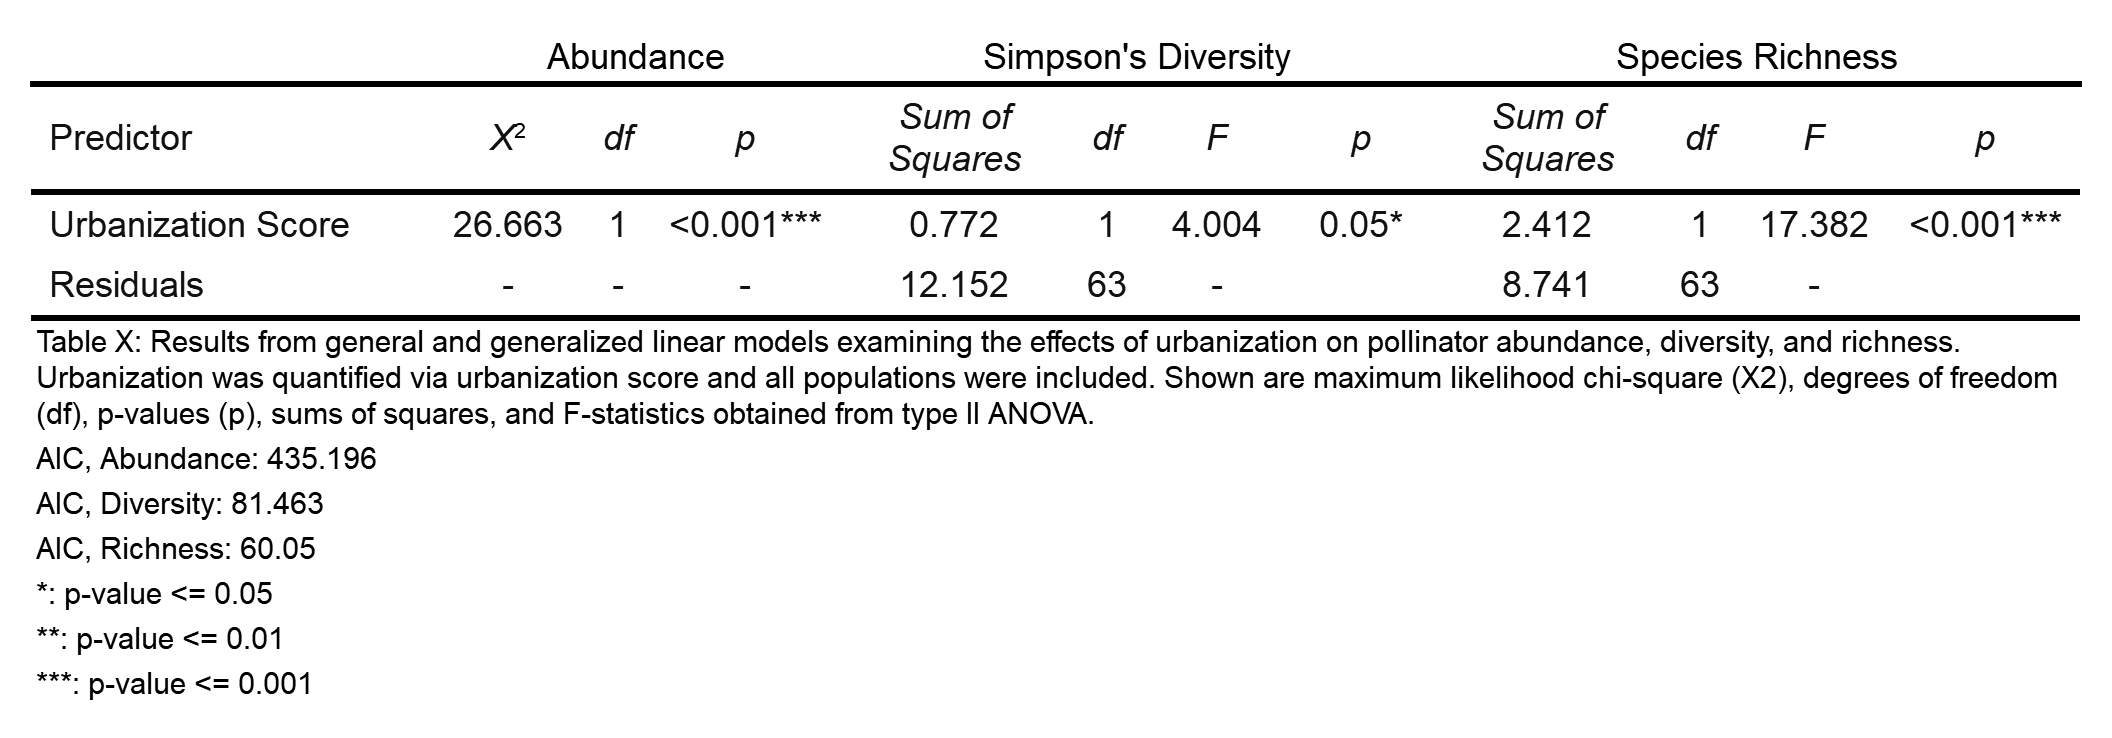 Abundance Simpson's Diversity Species Richness
Predictor X² df p Sum of Squares df F p Sum of Squares df F p
Urbanization Score 26.663 1 <0.001*** 0.772 1 4.004 0.05* 2.412 1 17.382 <0.001***
Residuals - - - 12.152 63 - 8.741 63 -
Table X: Results from general and generalized linear models examining the effects of urbanization on pollinator abundance, diversity, and richness.
Urbanization was quantified via urbanization score and all populations were included. Shown are maximum likelihood chi-square (X2), degrees of freedom
(df), p-values (p), sums of squares, and F-statistics obtained from type II ANOVA.
AIC, Abundance: 435.196
AIC, Diversity: 81.463
AIC, Richness: 60.05
*: p-value <= 0.05
**: p-value <= 0.01
***: p-value <= 0.001